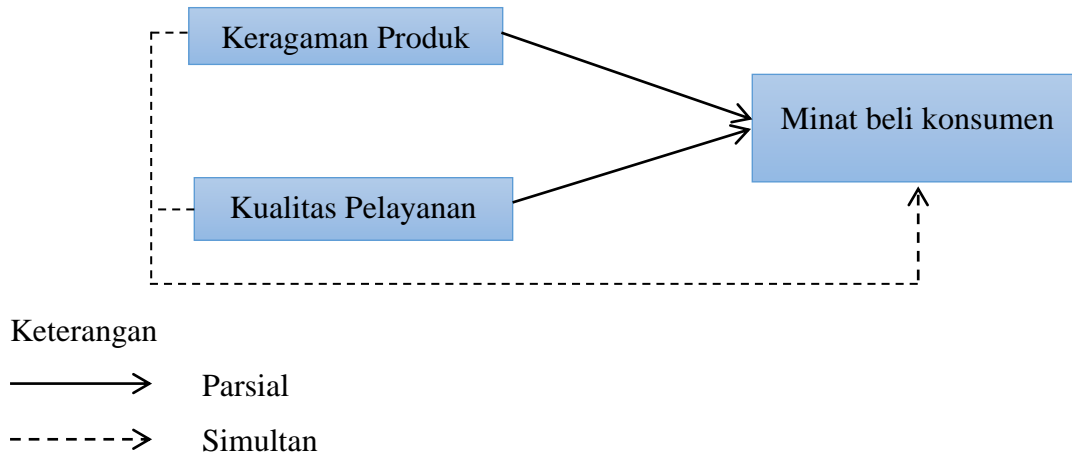 Keragaman Produk
Minat beli konsumen
Kualitas Pelayanan
Keterangan
Parsial
Simultan